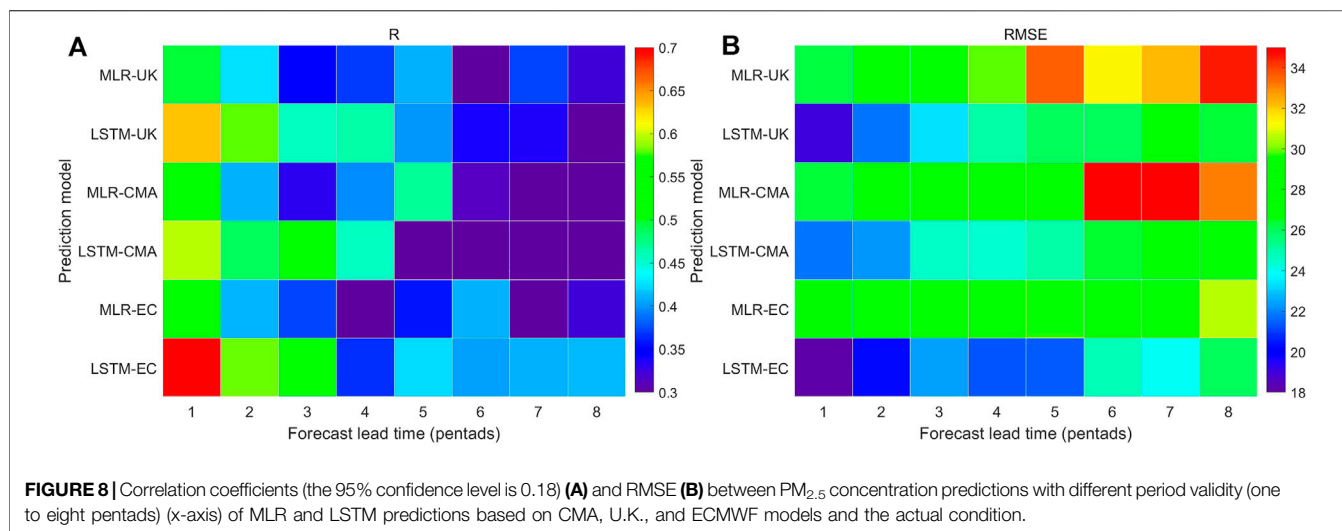 A
R
MLR-UK
LSTM-UK
MLR-CMA
LSTM-CMA
MLR-EC
LSTM-EC
Prediction model
1 2 3 4 5 6 7 8
Forecast lead time (pentads)
0.7
0.65
0.6
0.55
0.5
0.45
0.4
0.35
0.3
B
RMSE
MLR-UK
LSTM-UK
MLR-CMA
LSTM-CMA
MLR-EC
LSTM-EC
Prediction model
1 2 3 4 5 6 7 8
Forecast lead time (pentads)
34
32
30
28
26
24
22
20
18
FIGURE 8 | Correlation coefficients (the 95% confidence level is 0.18) (A) and RMSE (B) between PM2.5 concentration predictions with different period validity (one
to eight pentads) (x-axis) of MLR and LSTM predictions based on CMA, U.K., and ECMWF models and the actual condition.